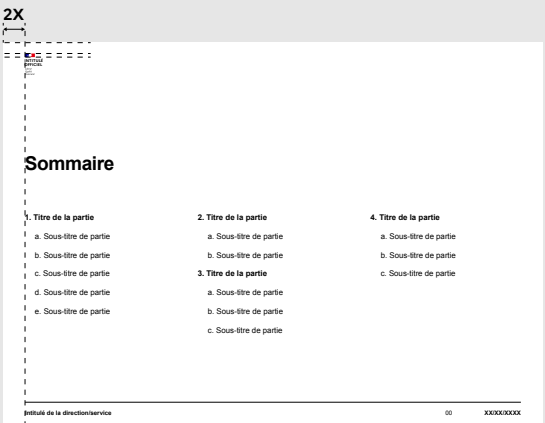 2X
INTITULÉ
OFFICIEL
Sommaire
1. Titre de la partie
a. Sous-titre de partie
b. Sous-titre de partie
c. Sous-titre de partie
d. Sous-titre de partie
e. Sous-titre de partie
2. Titre de la partie
a. Sous-titre de partie
b. Sous-titre de partie
3. Titre de la partie
a. Sous-titre de partie
b. Sous-titre de partie
c. Sous-titre de partie
4. Titre de la partie
a. Sous-titre de partie
b. Sous-titre de partie
c. Sous-titre de partie
Intitulé de la direction/service
00
XX/XX/XXXX